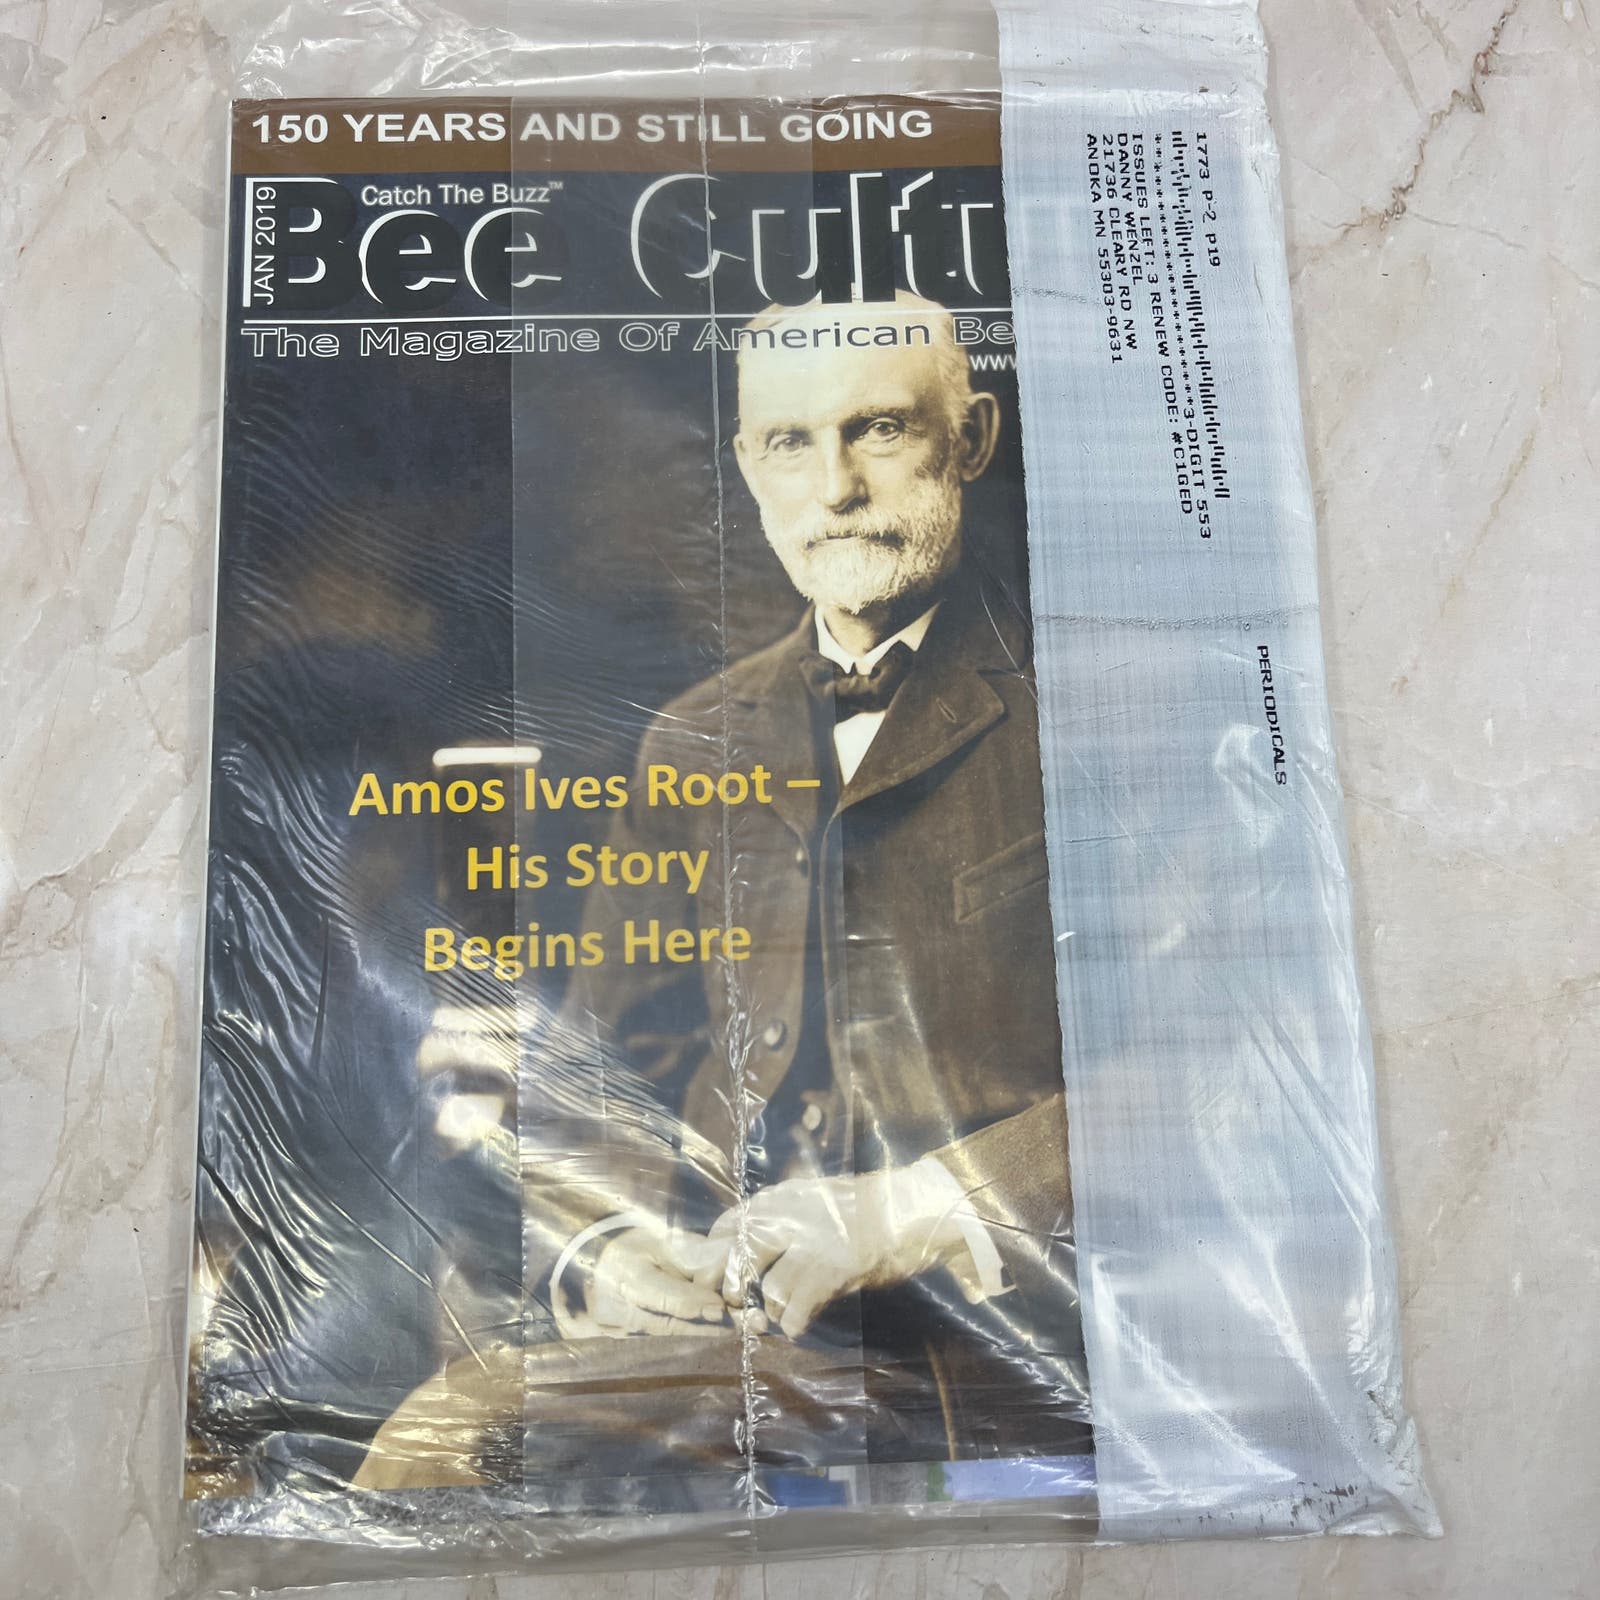 150 YEARS AND STILL GOING
Catch The Buzz™
JAN 2019
Bee Cultu
The Magazine Of American Be
www
Amos Ives Root –
His Story
Begins Here
1773 P-2 P19
*********************3-DIGIT 553
ISSUES LEFT: 3 RENEW CODE: #C1GED
DANNY WENZEL
21736 CLEARY RD NW
ANOKA MN 55303-9631
PERIODICALS